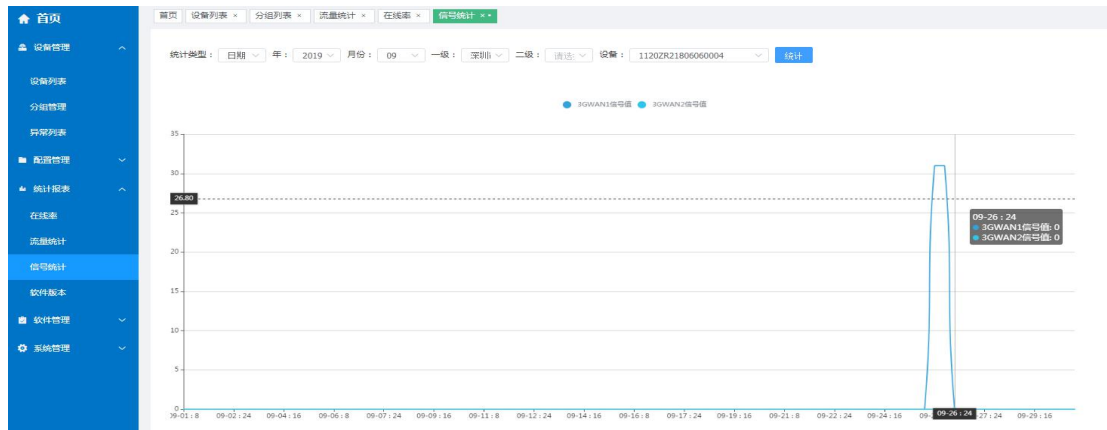 首页
设备管理
设备列表
分组管理
异常列表
配置管理
统计报表
在线率
流量统计
信号统计
软件版本
软件管理
系统管理
首页 设备列表 × 分组列表 × 流量统计 × 在线率 × 信号统计 ×
统计类型： 日期 年： 2019 月份： 09 一级： 深圳 二级： 请选 设备： 1120ZR21806060004 统计
3GWAN1信号值 3GWAN2信号值
35
30
26.80
25
20
15
10
5
0
09-26 : 24
3GWAN1信号值: 0
3GWAN2信号值: 0
09-01 : 8 09-02 : 24 09-04 : 16 09-06 : 8 09-07 : 24 09-09 : 16 09-11 : 8 09-12 : 24 09-14 : 16 09-16 : 8 09-17 : 24 09-19 : 16 09-21 : 8 09-22 : 24 09-24 : 16 09- 09-26 : 24 27 : 24 09-29 : 16